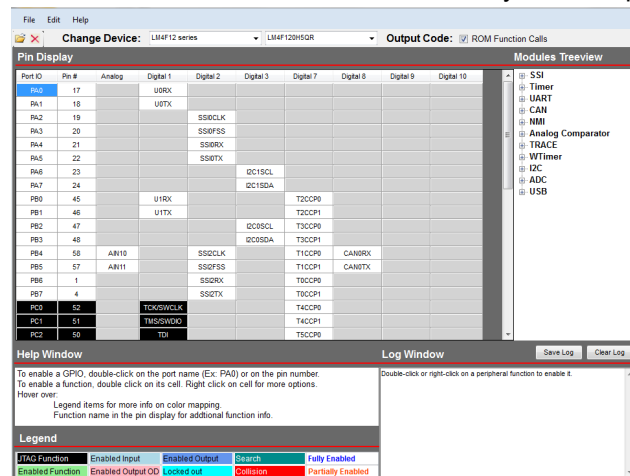 File Edit Help
Change Device: LM4F12 series LM4F120H5QR Output Code: ROM Function Calls
Pin Display Modules Treeview
Port IO Pin # Analog Digital 1 Digital 2 Digital 3 Digital 7 Digital 8 Digital 9 Digital 10
PA0 17 U0RX
PA1 18 U0TX
PA2 19 SSI0CLK
PA3 20 SSI0FSS
PA4 21 SSI0RX
PA5 22 SSI0TX
PA6 23 I2C1SCL
PA7 24 I2C1SDA
PB0 45 U1RX T2CCP0
PB1 46 U1TX T2CCP1
PB2 47 I2C0SCL T3CCP0
PB3 48 I2C0SDA T3CCP1
PB4 58 AIN10 SSI2CLK T1CCP0 CAN0RX
PB5 57 AIN11 SSI2FSS T1CCP1 CAN0TX
PB6 1 SSI2RX T0CCP0
PB7 4 SSI2TX T0CCP1
PC0 52 TCK/SWCLK T4CCP0
PC1 51 TMS/SWDIO T4CCP1
PC2 50 TDI T5CCP0
SSI
Timer
UART
CAN
NMI
Analog Comparator
TRACE
WTimer
I2C
ADC
USB
Help Window
To enable a GPIO, double-click on the port name (Ex: PA0) or on the pin number.
To enable a function, double click on its cell. Right click on cell for more options.
Hover over:
Legend items for more info on color mapping.
Function name in the pin display for addtional function info.
Log Window Save Log Clear Log
Double-click or right-click on a peripheral function to enable it.
Legend
JTAG Function Enabled Input Enabled Output Search Fully Enabled
Enabled Function Enabled Output OD Locked out Collision Partially Enabled